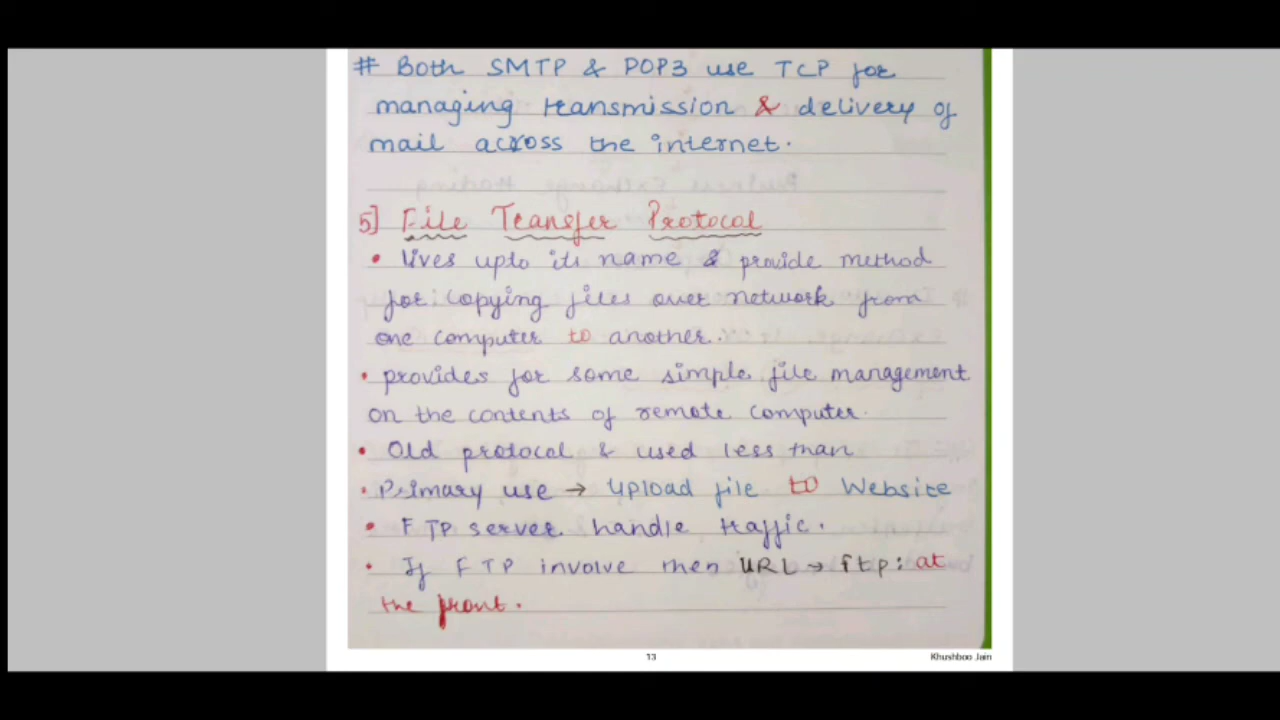 # Both SMTP & POP3 use TCP for
managing transmission & delivery of
mail across the internet.
5] File Transfer Protocol
• lives upto its name & provide method
for copying files over network from
one computer to another.
• provides for some simple file management
on the contents of remote computer.
• Old protocol & used less than
• Primary use → Upload file to Website
• FTP server handle traffic.
• If FTP involve then URL → ftp: at
the front.
13
Khushboo Jain